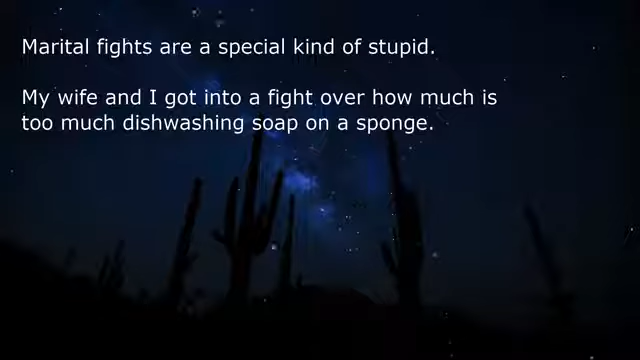 Marital fights are a special kind of stupid.
My wife and I got into a fight over how much is
too much dishwashing soap on a sponge.